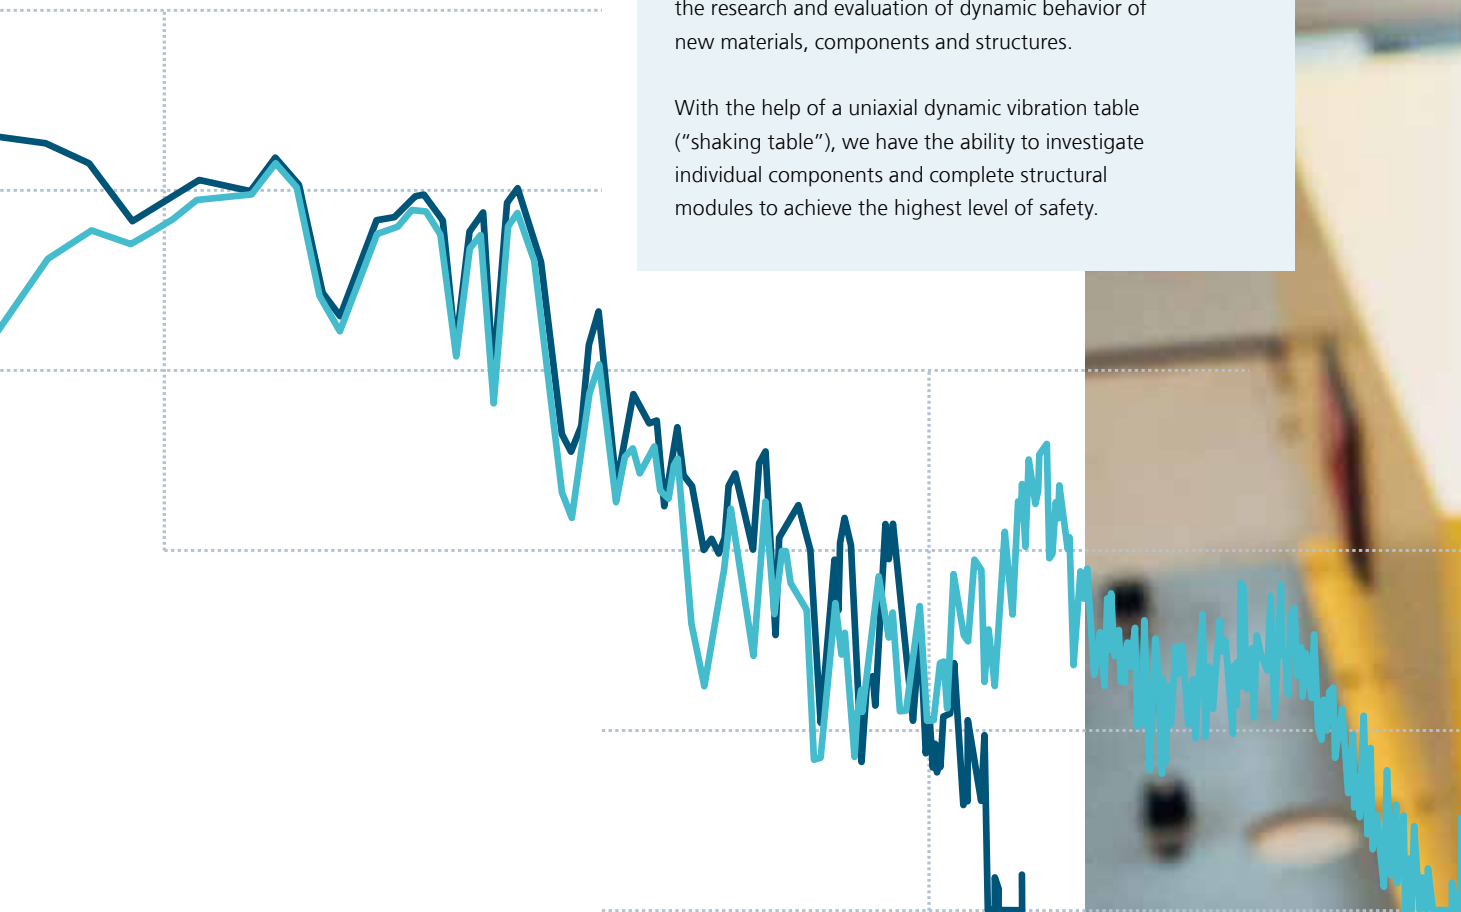 the research and evaluation of dynamic behavior of
new materials, components and structures.
With the help of a uniaxial dynamic vibration table
(“shaking table”), we have the ability to investigate
individual components and complete structural
modules to achieve the highest level of safety.